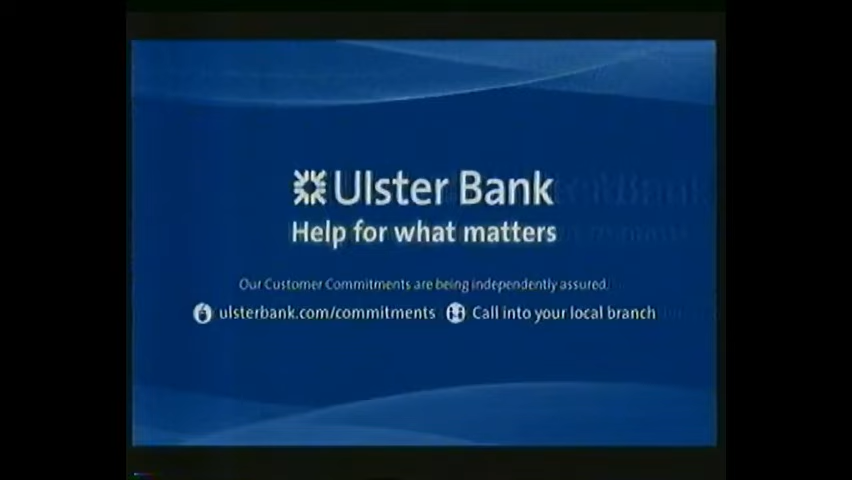 Ulster Bank
Help for what matters
Our Customer Commitments are being independently assured.
ulsterbank.com/commitments Call into your local branch